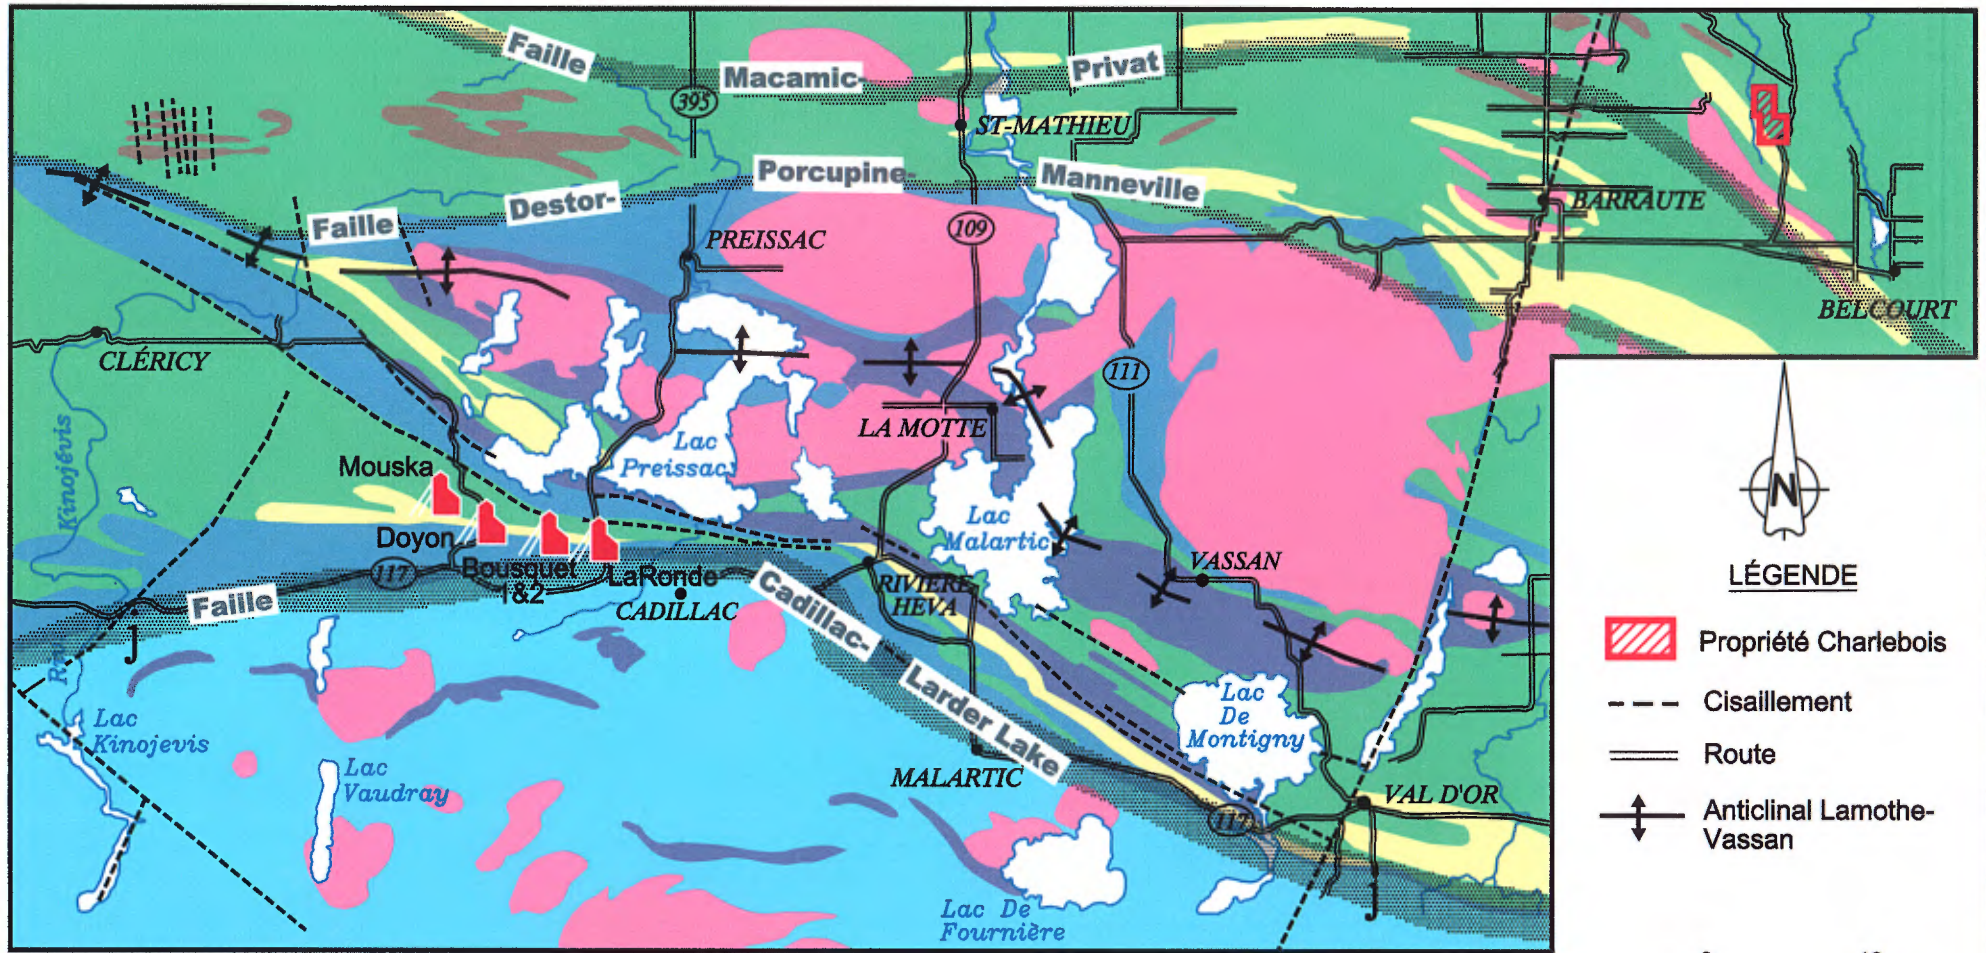 Faille
Macamic-
Privat
395
ST-MATHIEU
Faille
Destor-
Porcupine-
Manneville
BARRAUTE
PREISSAC
109
BELCOURT
CLÉRICY
111
LA MOTTE
Lac
Preissac
Mouska
Kinojévis
Doyon
Lac
Malartic
VASSAN
117
Bousquet
1&2
LaRonde
CADILLAC
RIVIÈRE
HEVA
Faille
Cadillac-
Larder Lake
Lac
Kinojevis
Lac
Vaudray
MALARTIC
Lac
De
Montigny
117
VAL D'OR
Lac De
Fournière
N
LÉGENDE
Propriété Charlebois
Cisaillement
Route
Anticlinal Lamothe-
Vassan